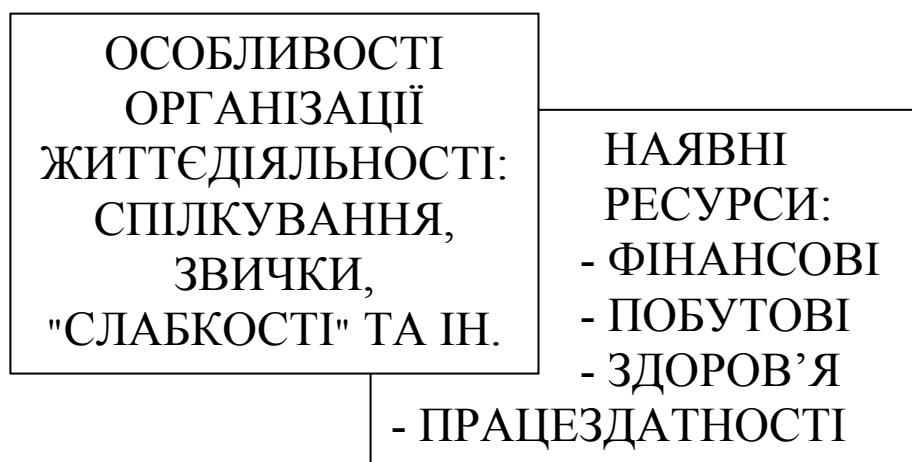 ОСОБЛИВОСТІ
ОРГАНІЗАЦІЇ
ЖИТТЄДІЯЛЬНОСТІ:
СПІЛКУВАННЯ,
ЗВИЧКИ,
"СЛАБКОСТІ" ТА ІН.
НАЯВНІ
РЕСУРСИ:
- ФІНАНСОВІ
- ПОБУТОВІ
- ЗДОРОВ’Я
- ПРАЦЕЗДАТНОСТІ